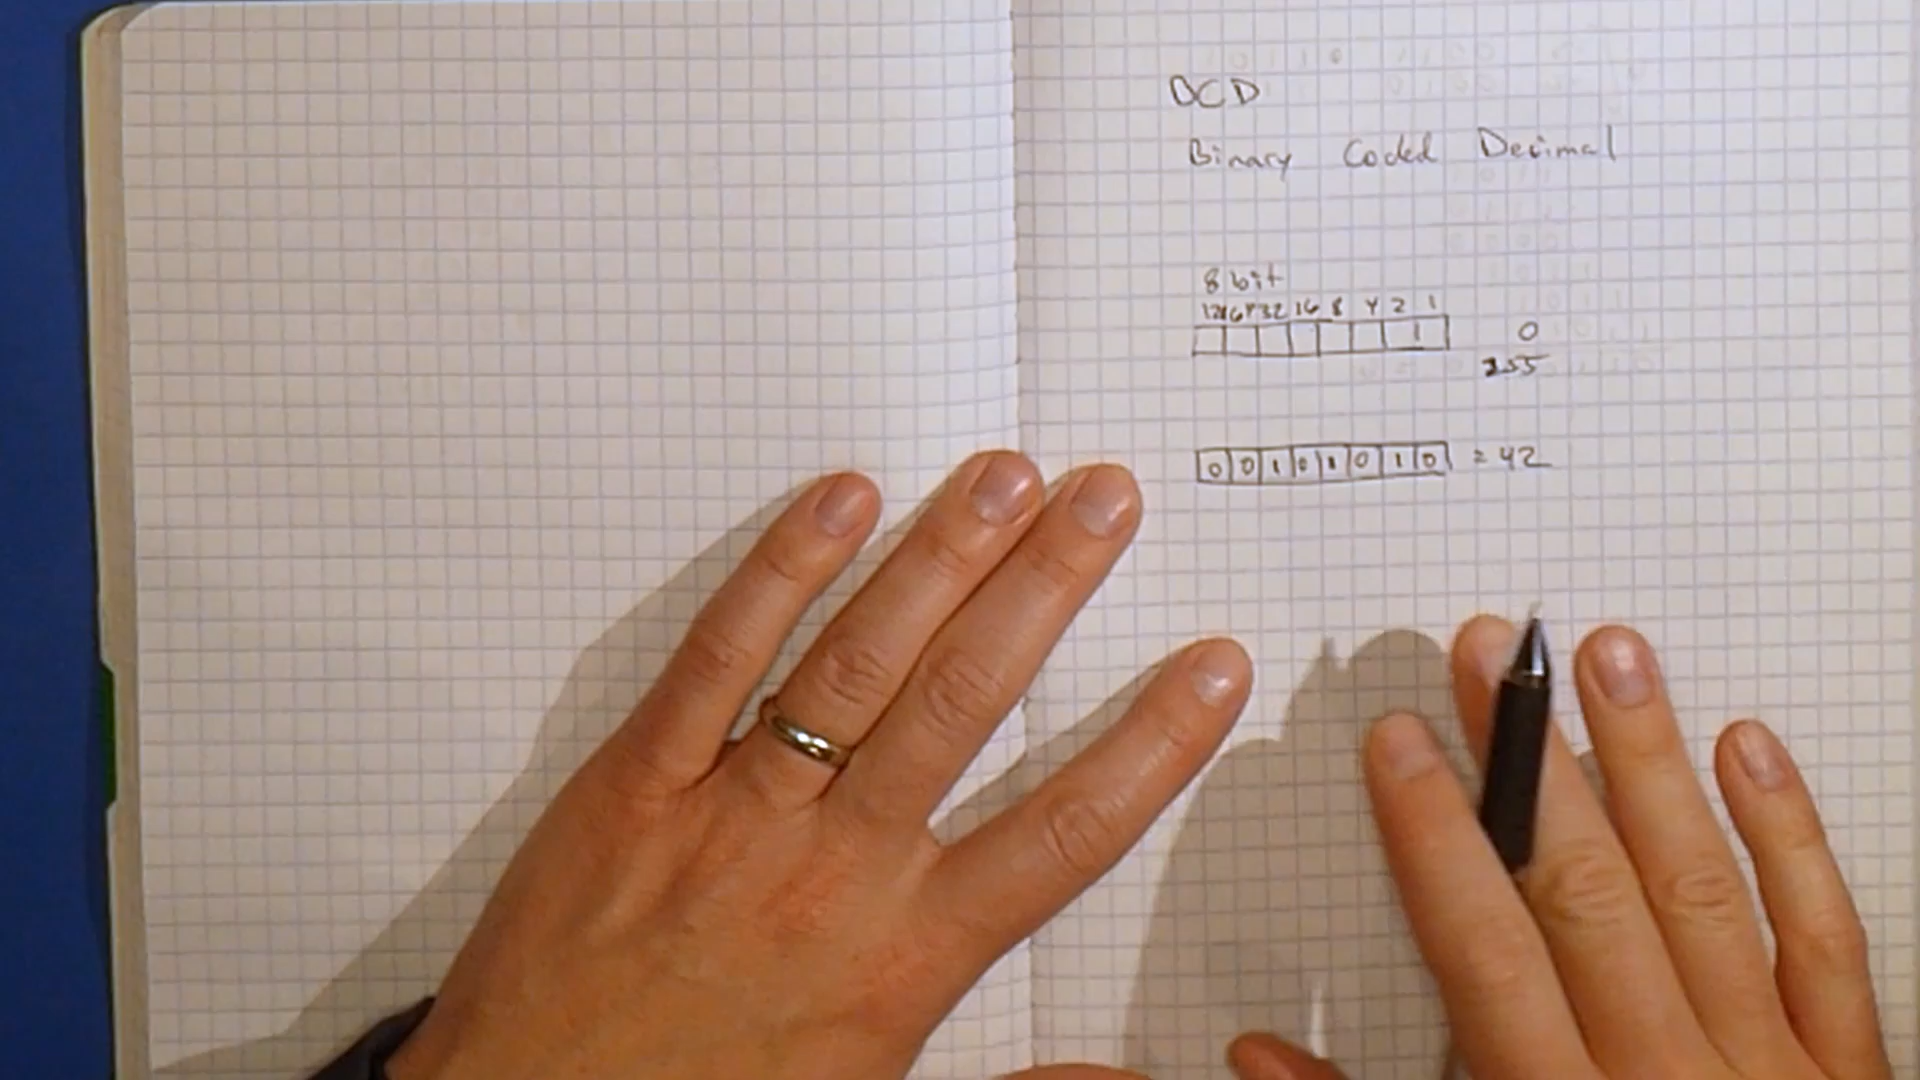 BCD
Binary Coded Decimal
8 bit
128 64 32 16 8 4 2 1
1 0
255
0 0 1 0 1 0 1 0 = 42